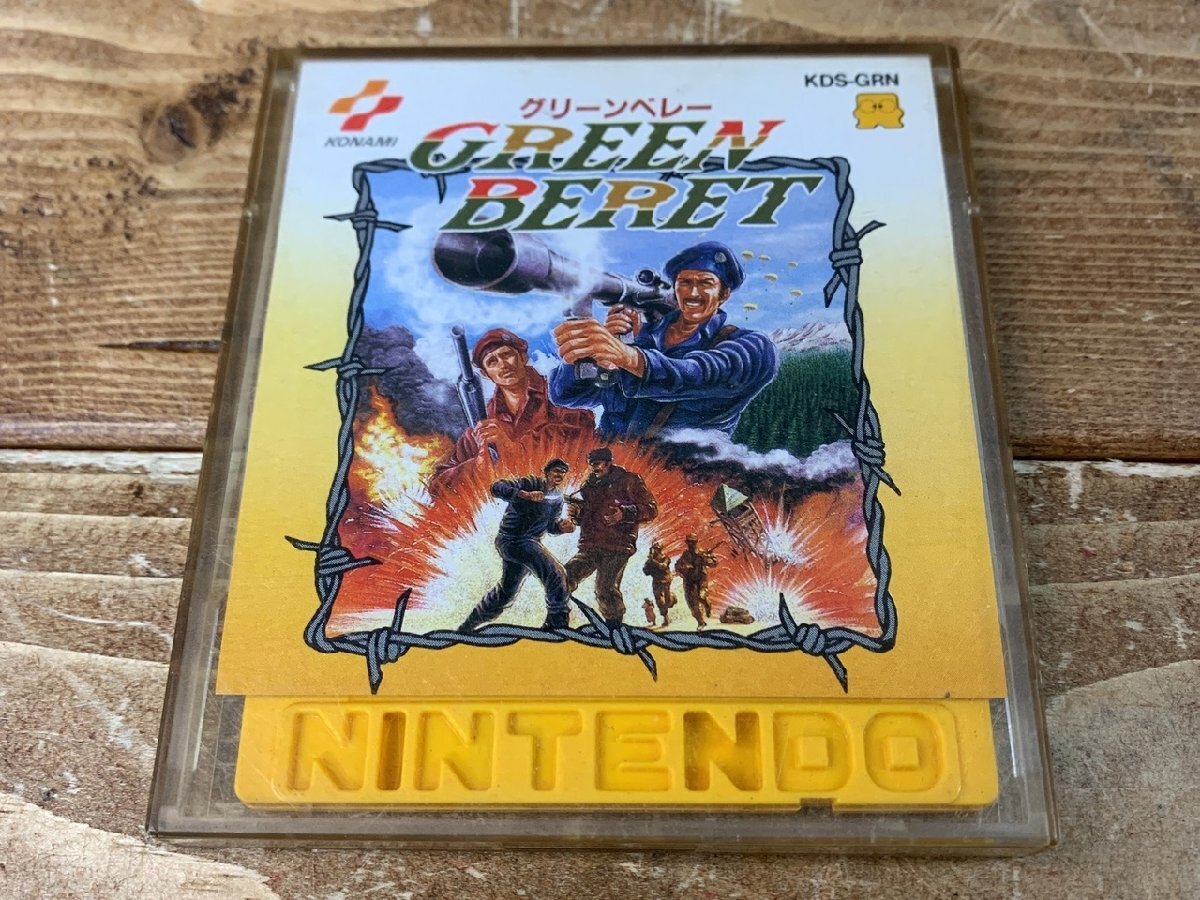 KONAMI
KDS-GRN
グリーンベレー
GREEN
BERET
NINTENDO